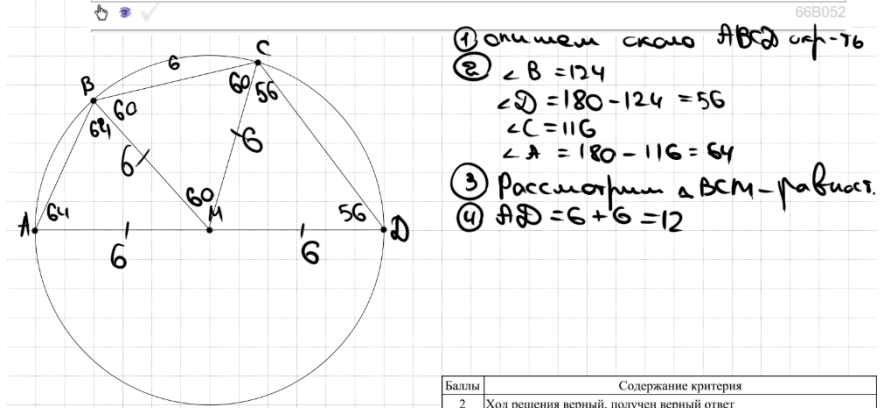 66B052
① опишем около ABCD окр-ть
② ∠B = 124
∠D = 180 - 124 = 56
∠C = 116
∠A = 180 - 116 = 64
③ Рассмотрим △ BCM - равност.
④ AD = 6 + 6 = 12
B 6 C
60 60 56
64 6 6
60
A 64 M 56 D
6 6
Баллы Содержание критерия
2 Ход решения верный, получен верный ответ